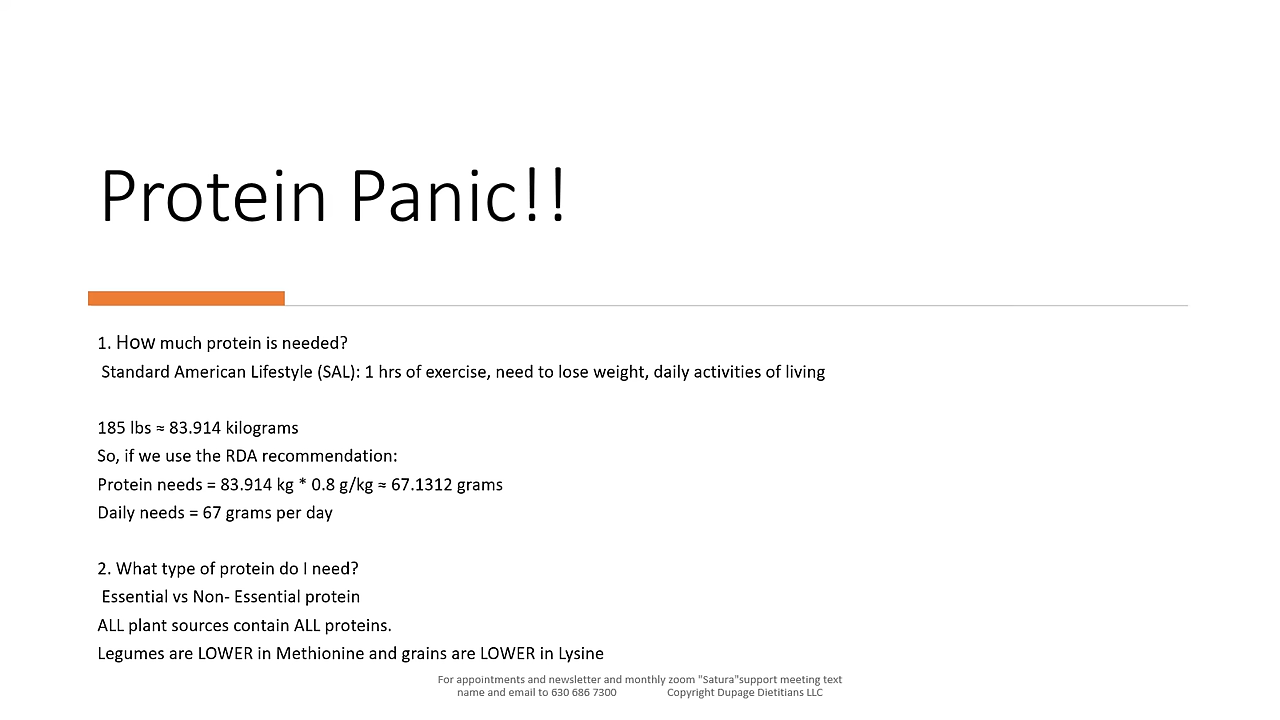 Protein Panic!!
1. How much protein is needed?
Standard American Lifestyle (SAL): 1 hrs of exercise, need to lose weight, daily activities of living
185 lbs ≈ 83.914 kilograms
So, if we use the RDA recommendation:
Protein needs = 83.914 kg * 0.8 g/kg ≈ 67.1312 grams
Daily needs = 67 grams per day
2. What type of protein do I need?
Essential vs Non- Essential protein
ALL plant sources contain ALL proteins.
Legumes are LOWER in Methionine and grains are LOWER in Lysine
For appointments and newsletter and monthly zoom "Satura"support meeting text
name and email to 630 686 7300 Copyright Dupage Dietitians LLC